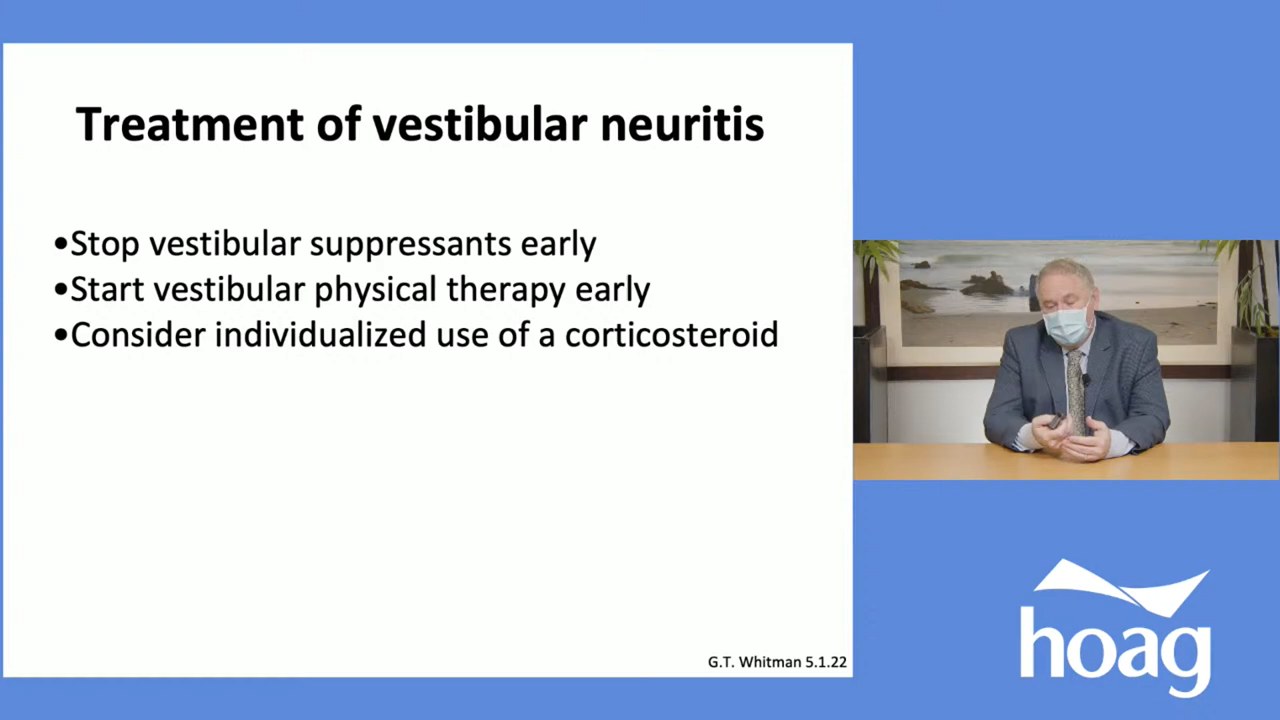 Treatment of vestibular neuritis
•Stop vestibular suppressants early
•Start vestibular physical therapy early
•Consider individualized use of a corticosteroid
G.T. Whitman 5.1.22
hoag